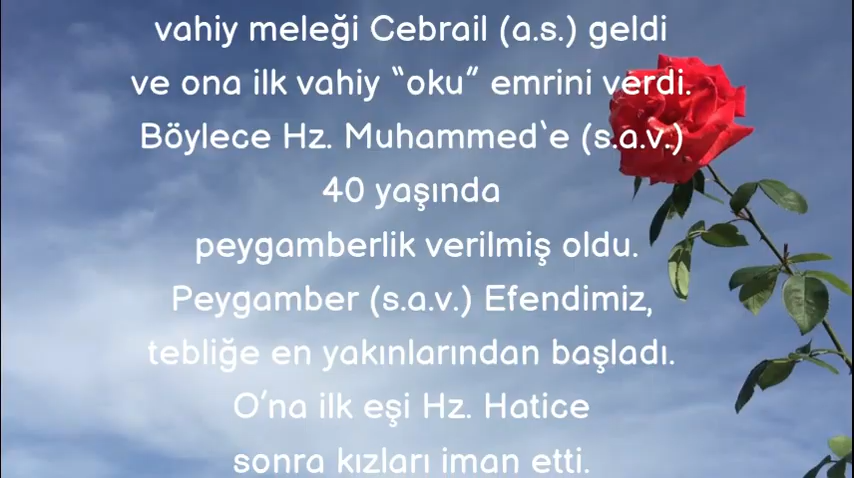 vahiy meleği Cebrail (a.s.) geldi
ve ona ilk vahiy “oku” emrini verdi.
Böylece Hz. Muhammed‛e (s.a.v.)
40 yaşında
peygamberlik verilmiş oldu.
Peygamber (s.a.v.) Efendimiz,
tebliğe en yakınlarından başladı.
O’na ilk eşi Hz. Hatice
sonra kızları iman etti.